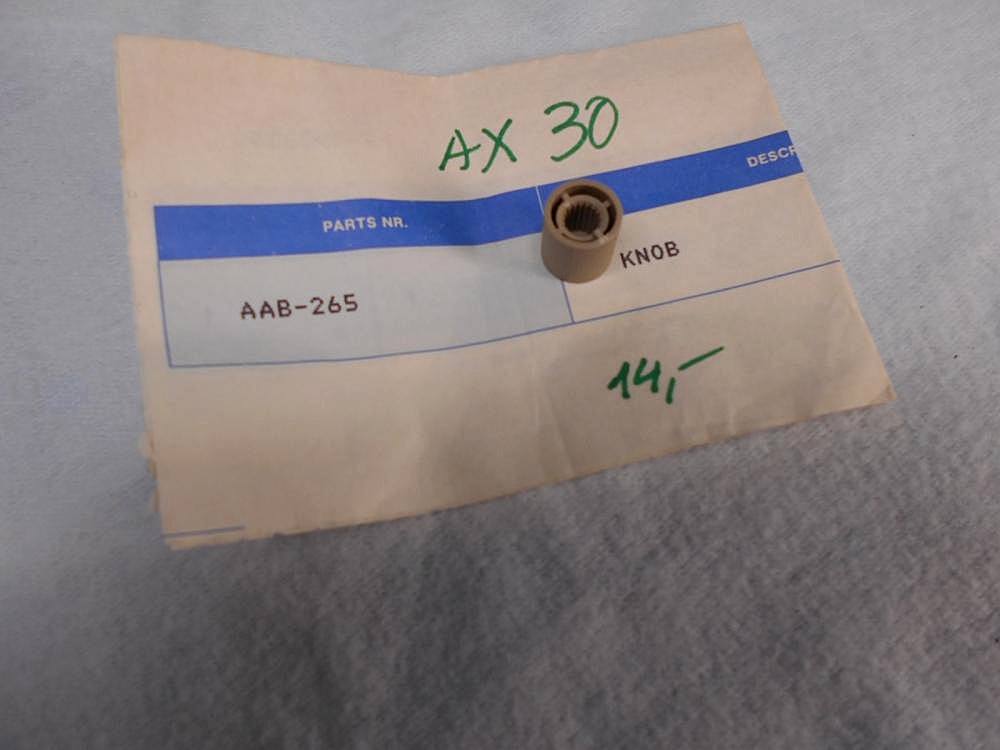 AX 30
PARTS NR.
DESCR
AAB-265
KNOB
14,-